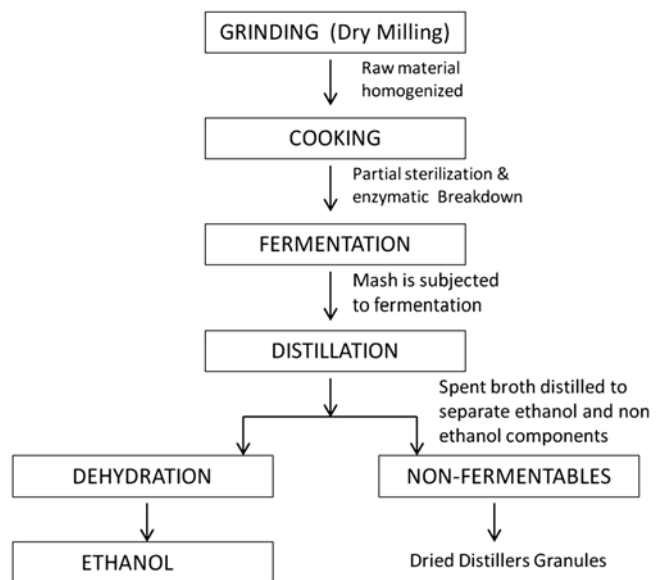 GRINDING (Dry Milling)
Raw material
homogenized
COOKING
Partial sterilization &
enzymatic Breakdown
FERMENTATION
Mash is subjected
to fermentation
DISTILLATION
Spent broth distilled to
separate ethanol and non
ethanol components
DEHYDRATION
NON-FERMENTABLES
ETHANOL
Dried Distillers Granules